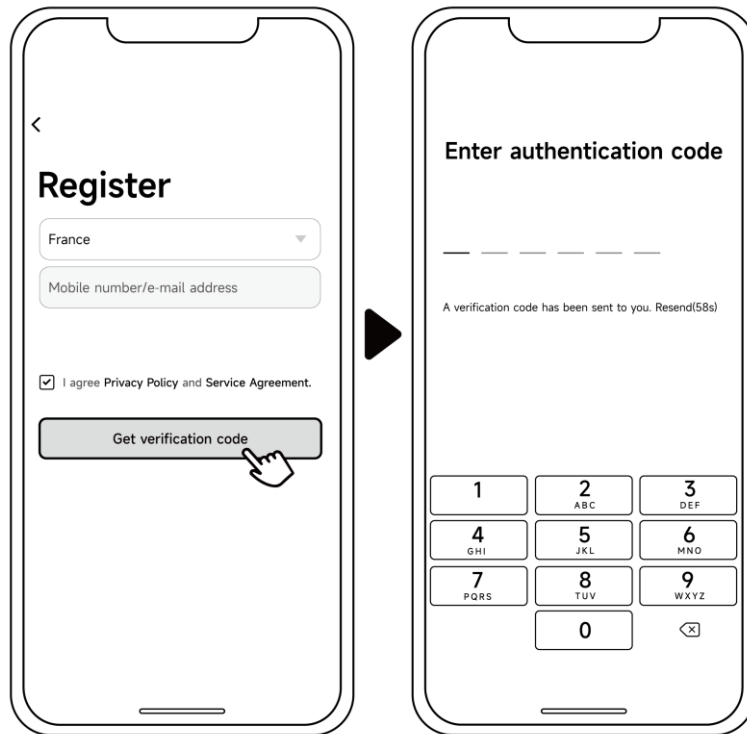 Register
France
Mobile number/e-mail address
I agree Privacy Policy and Service Agreement.
Get verification code
Enter authentication code
A verification code has been sent to you. Resend(58s)
1
2
ABC
3
DEF
4
GHI
5
JKL
6
MNO
7
PQRS
8
TUV
9
WXYZ
0